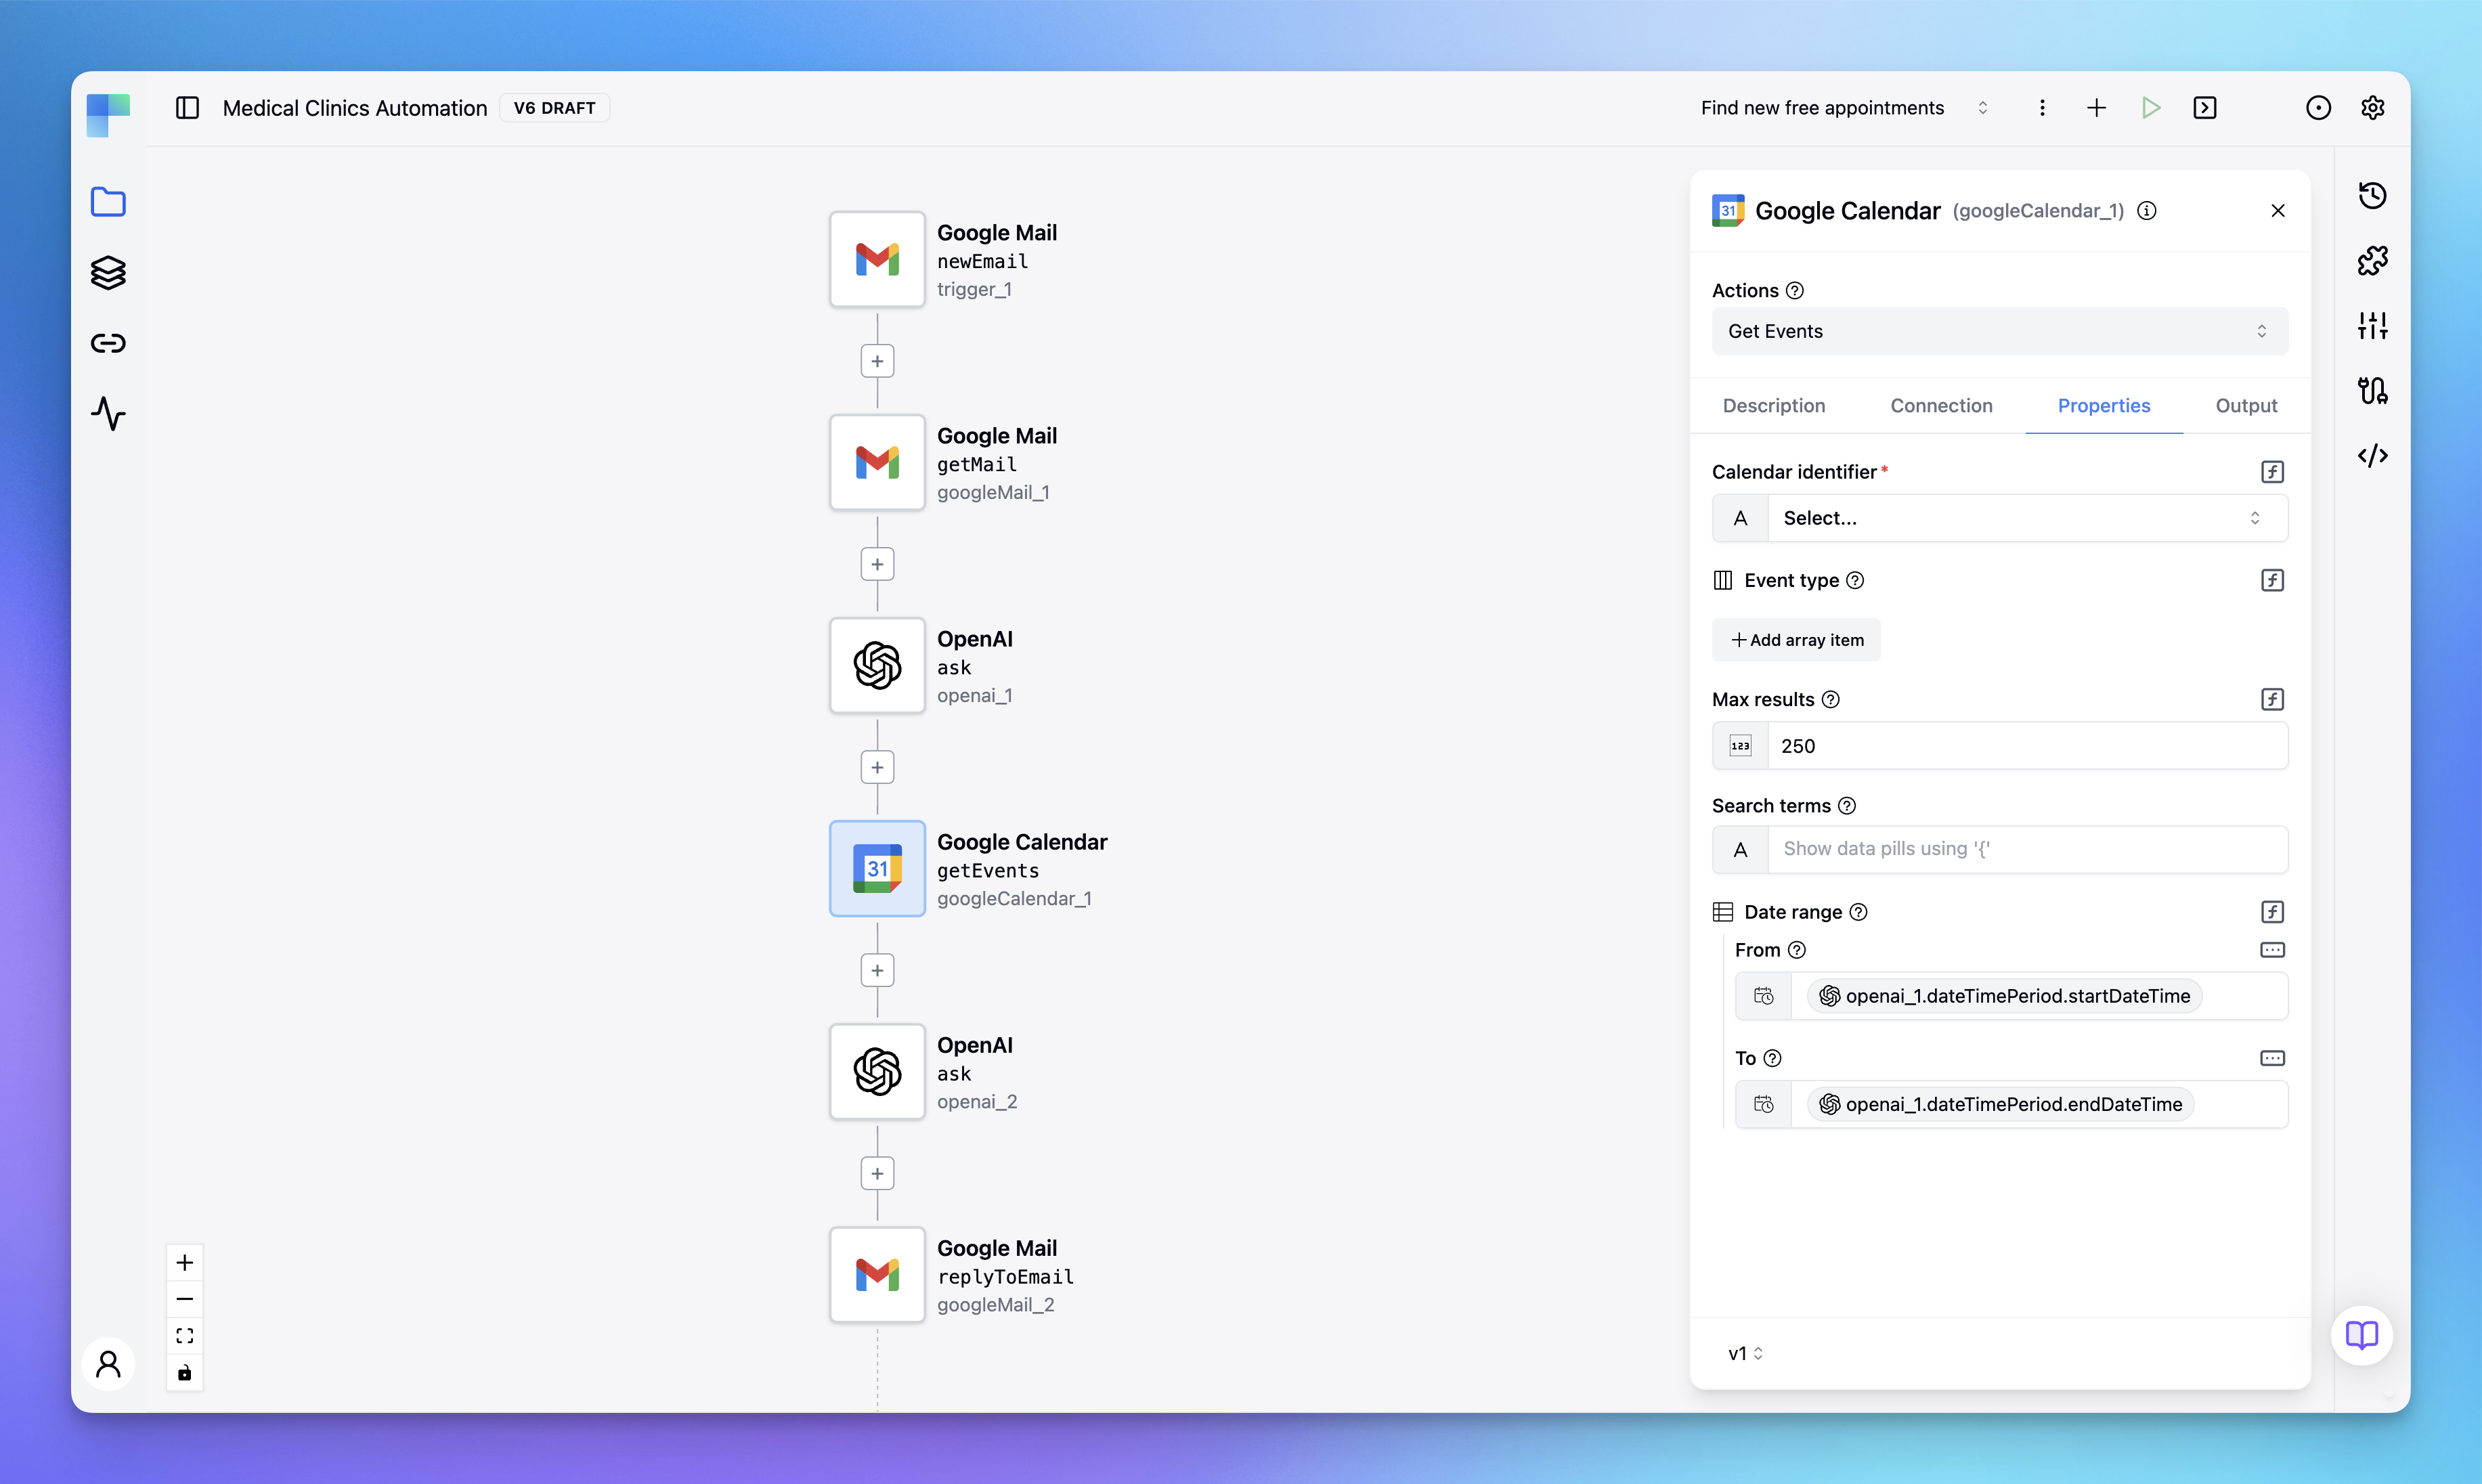 Medical Clinics Automation
V6 DRAFT
Find new free appointments
Google Mail
newEmail
trigger_1
Google Mail
getMail
googleMail_1
OpenAI
ask
openai_1
31
Google Calendar
getEvents
googleCalendar_1
OpenAI
ask
openai_2
Google Mail
replyToEmail
googleMail_2
31
Google Calendar (googleCalendar_1)
Actions
Get Events
Description Connection Properties Output
Calendar identifier*
A Select...
Event type
Add array item
Max results
123 250
Search terms
A Show data pills using '{'
Date range
From
openai_1.dateTimePeriod.startDateTime
To
openai_1.dateTimePeriod.endDateTime
v1